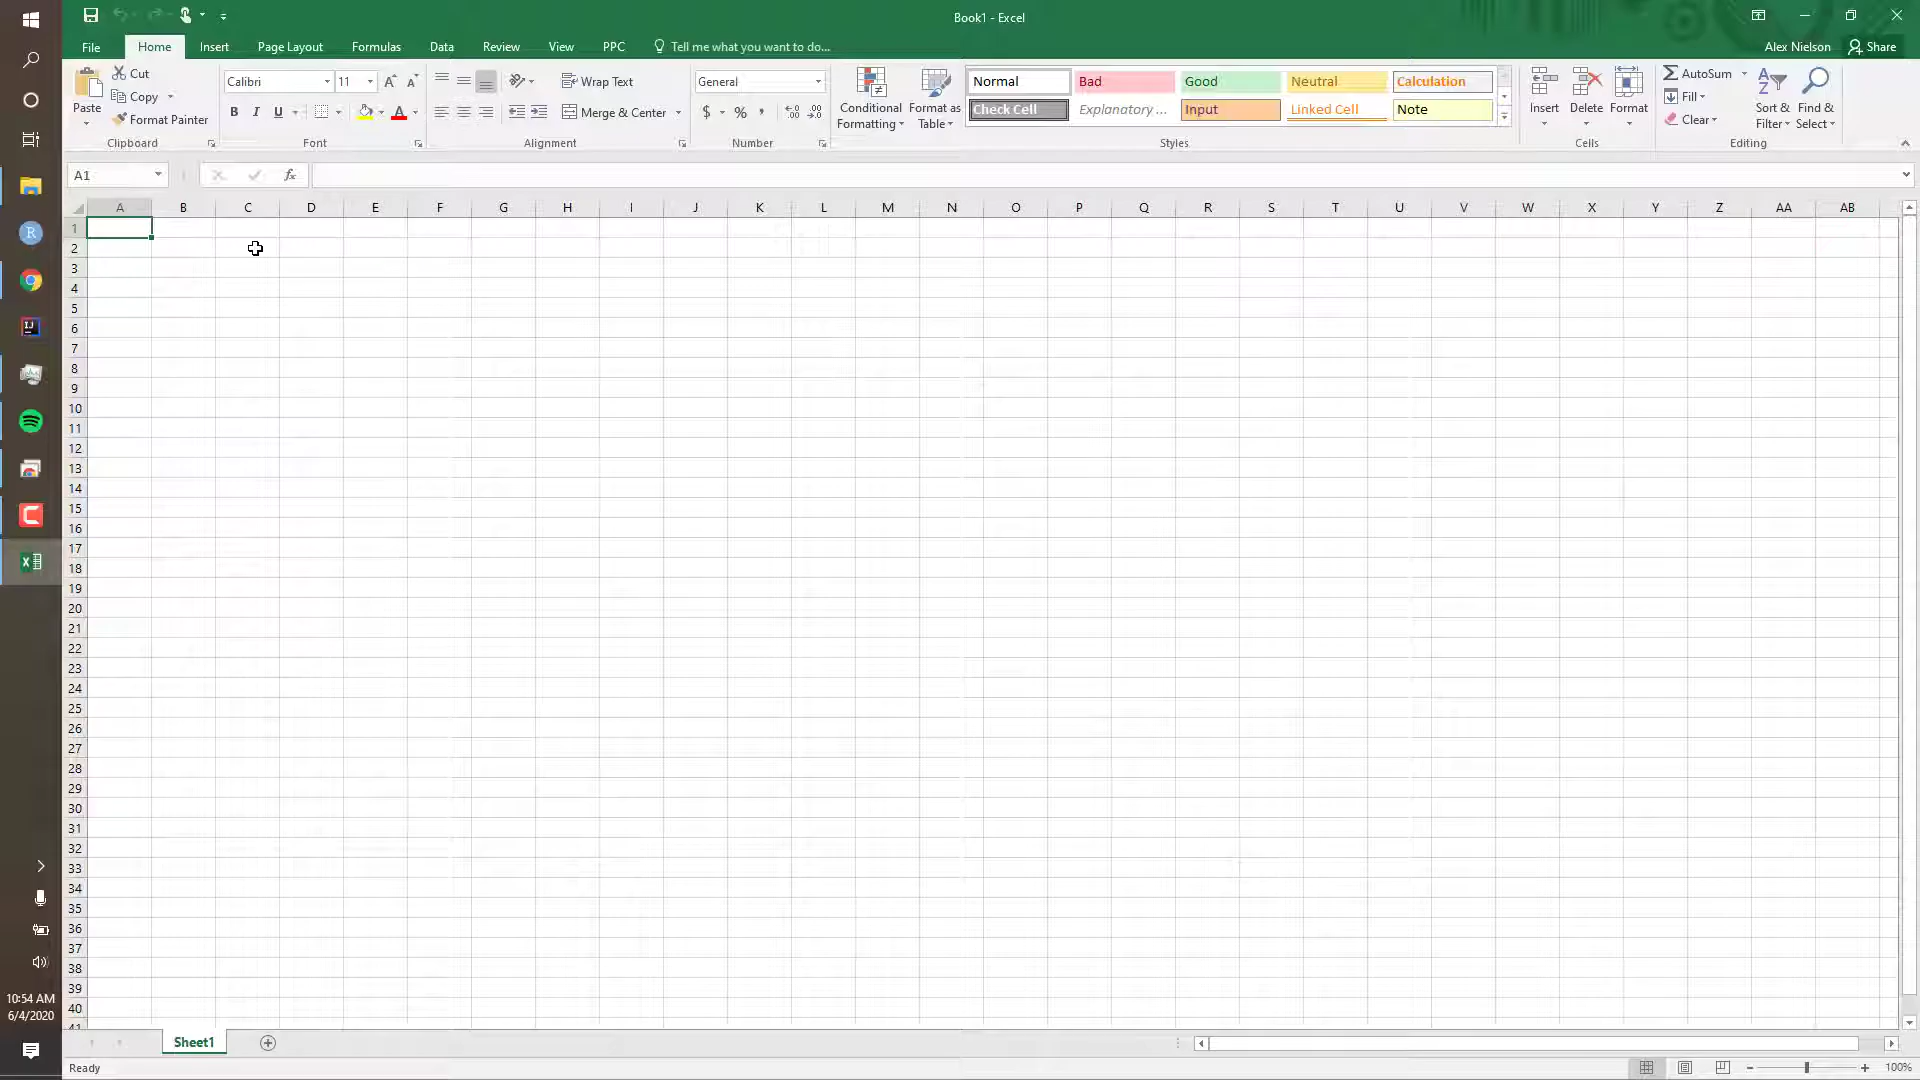 Book1 - Excel
File Home Insert Page Layout Formulas Data Review View PPC Tell me what you want to do... Alex Nielson Share
Paste
Cut
Copy
Format Painter
Clipboard
Calibri 11
B I U
Font
Wrap Text
Merge & Center
Alignment
General
$ % ,
Number
Conditional
Formatting
Format as
Table
Normal Bad Good Neutral Calculation
Check Cell Explanatory ... Input Linked Cell Note
Styles
Insert Delete Format
Cells
AutoSum
Fill
Clear
Sort &
Filter
Find &
Select
Editing
A1 fx
A B C D E F G H I J K L M N O P Q R S T U V W X Y Z AA AB
1
2
3
4
5
6
7
8
9
10
11
12
13
14
15
16
17
18
19
20
21
22
23
24
25
26
27
28
29
30
31
32
33
34
35
36
37
38
39
40
41
10:54 AM
6/4/2020
Sheet1
Ready
100%